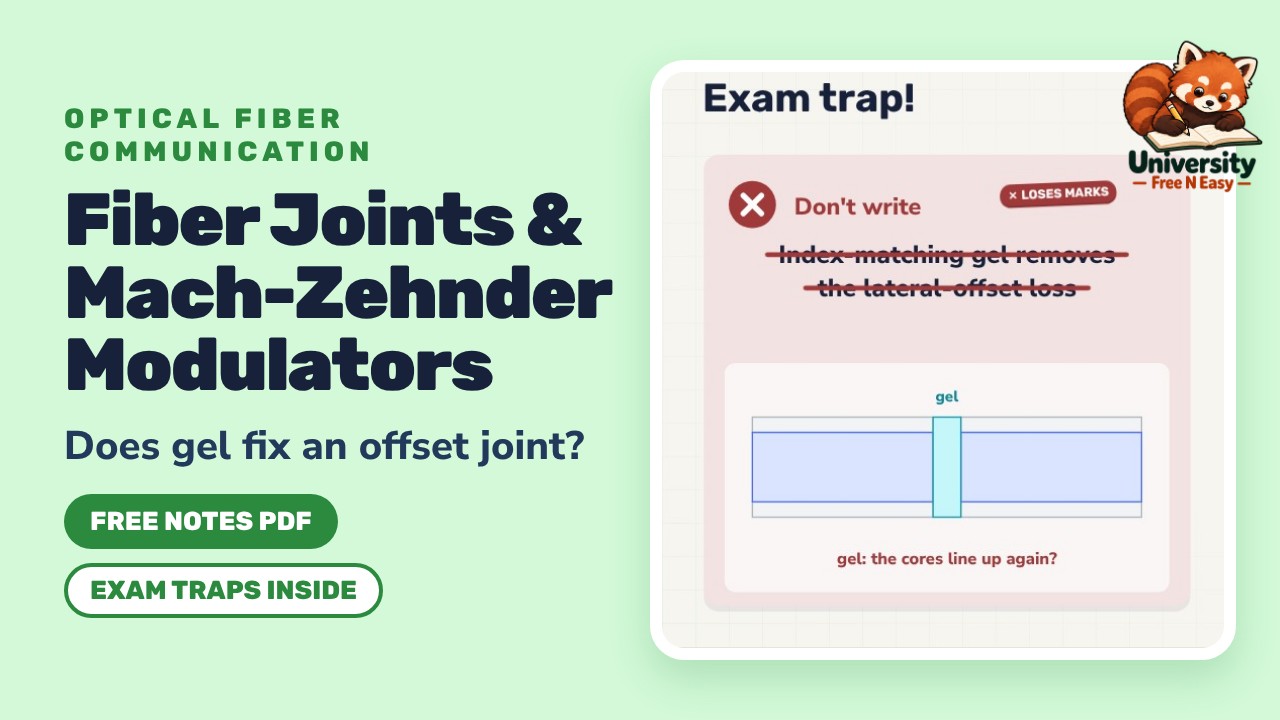 OPTICAL FIBER
COMMUNICATION
Fiber Joints &
Mach-Zehnder
Modulators
Does gel fix an offset joint?
FREE NOTES PDF
EXAM TRAPS INSIDE
Exam trap!
Don't write
× LOSES MARKS
Index-matching gel removes
the lateral-offset loss
gel
gel: the cores line up again?
University
Free N Easy